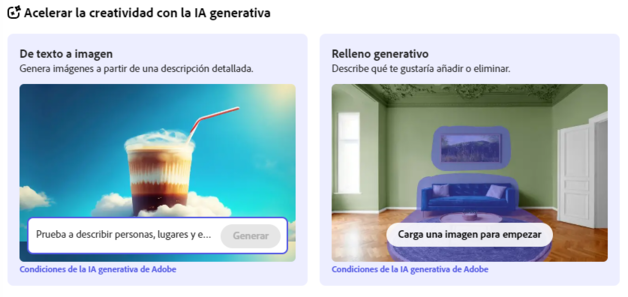 Acelerar la creatividad con la IA generativa
De texto a imagen
Genera imágenes a partir de una descripción detallada.
Prueba a describir personas, lugares y e...
Generar
Condiciones de la IA generativa de Adobe
Relleno generativo
Describe qué te gustaría añadir o eliminar.
Carga una imagen para empezar
Condiciones de la IA generativa de Adobe